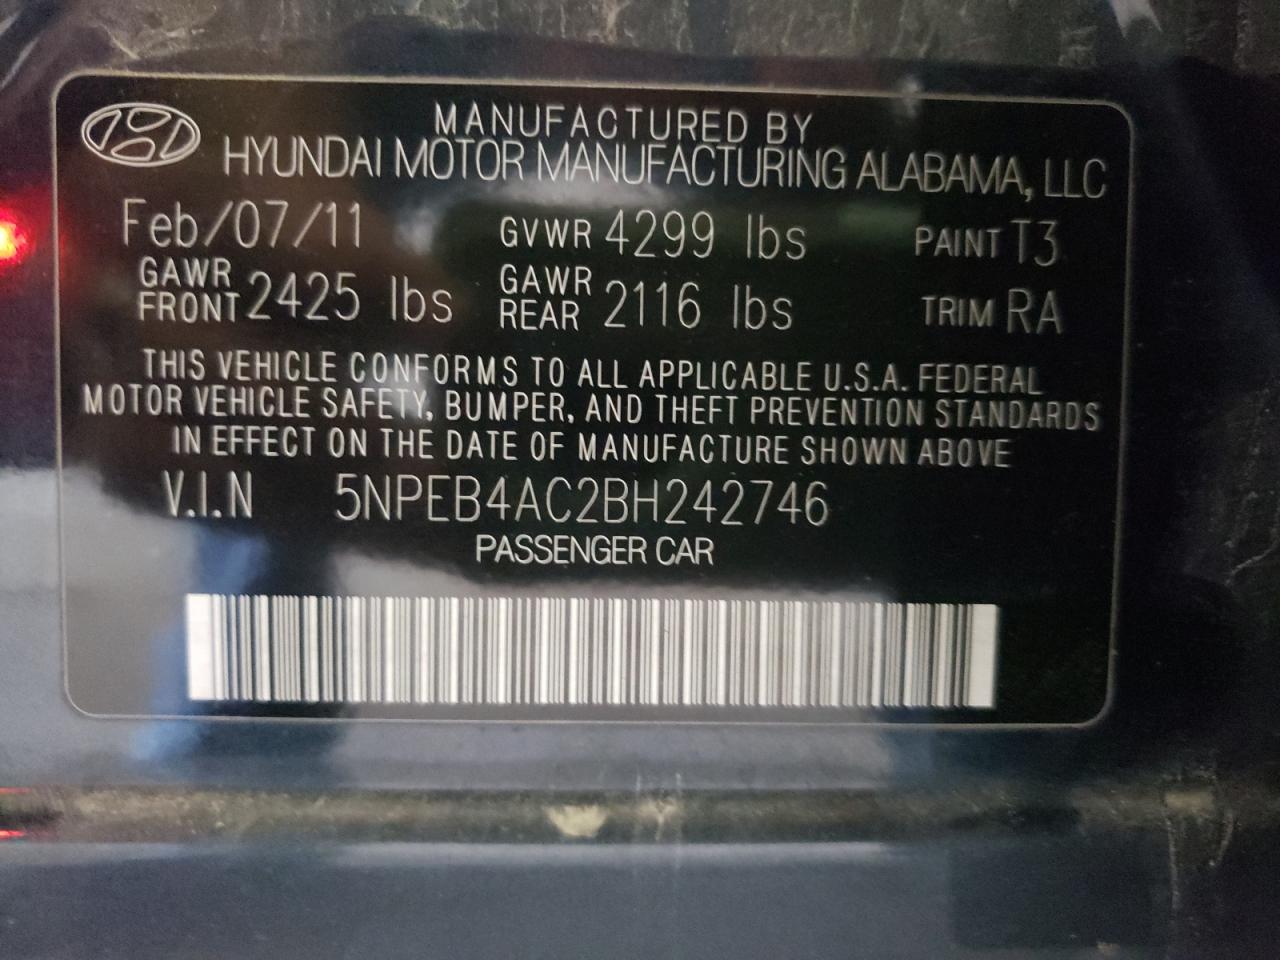 MANUFACTURED BY
HYUNDAI MOTOR MANUFACTURING ALABAMA, LLC
Feb/07/11 GVWR 4299 lbs PAINT T3
GAWR FRONT 2425 lbs GAWR REAR 2116 lbs TRIM RA
THIS VEHICLE CONFORMS TO ALL APPLICABLE U.S.A. FEDERAL
MOTOR VEHICLE SAFETY, BUMPER, AND THEFT PREVENTION STANDARDS
IN EFFECT ON THE DATE OF MANUFACTURE SHOWN ABOVE
V.I.N 5NPEB4AC2BH242746
PASSENGER CAR